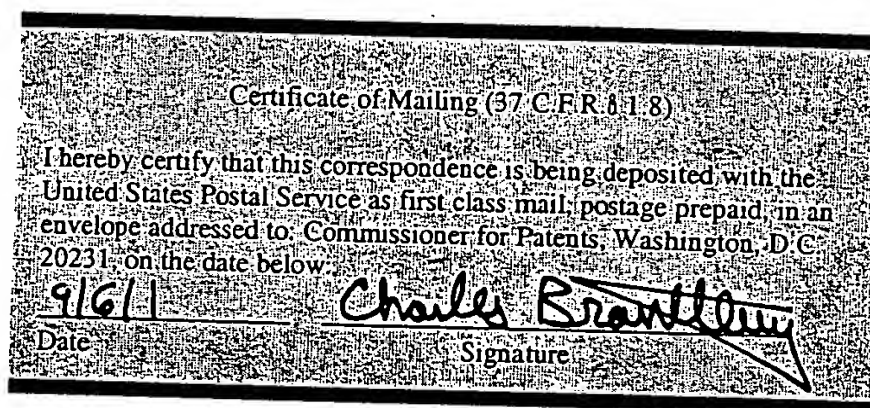 Certificate of Mailing (37 C.F.R. § 1.8)
I hereby certify that this correspondence is being deposited with the
United States Postal Service as first class mail, postage prepaid, in an
envelope addressed to: Commissioner for Patents, Washington, D.C.
20231, on the date below:
9/6/1 Charles Brantley
Date Signature